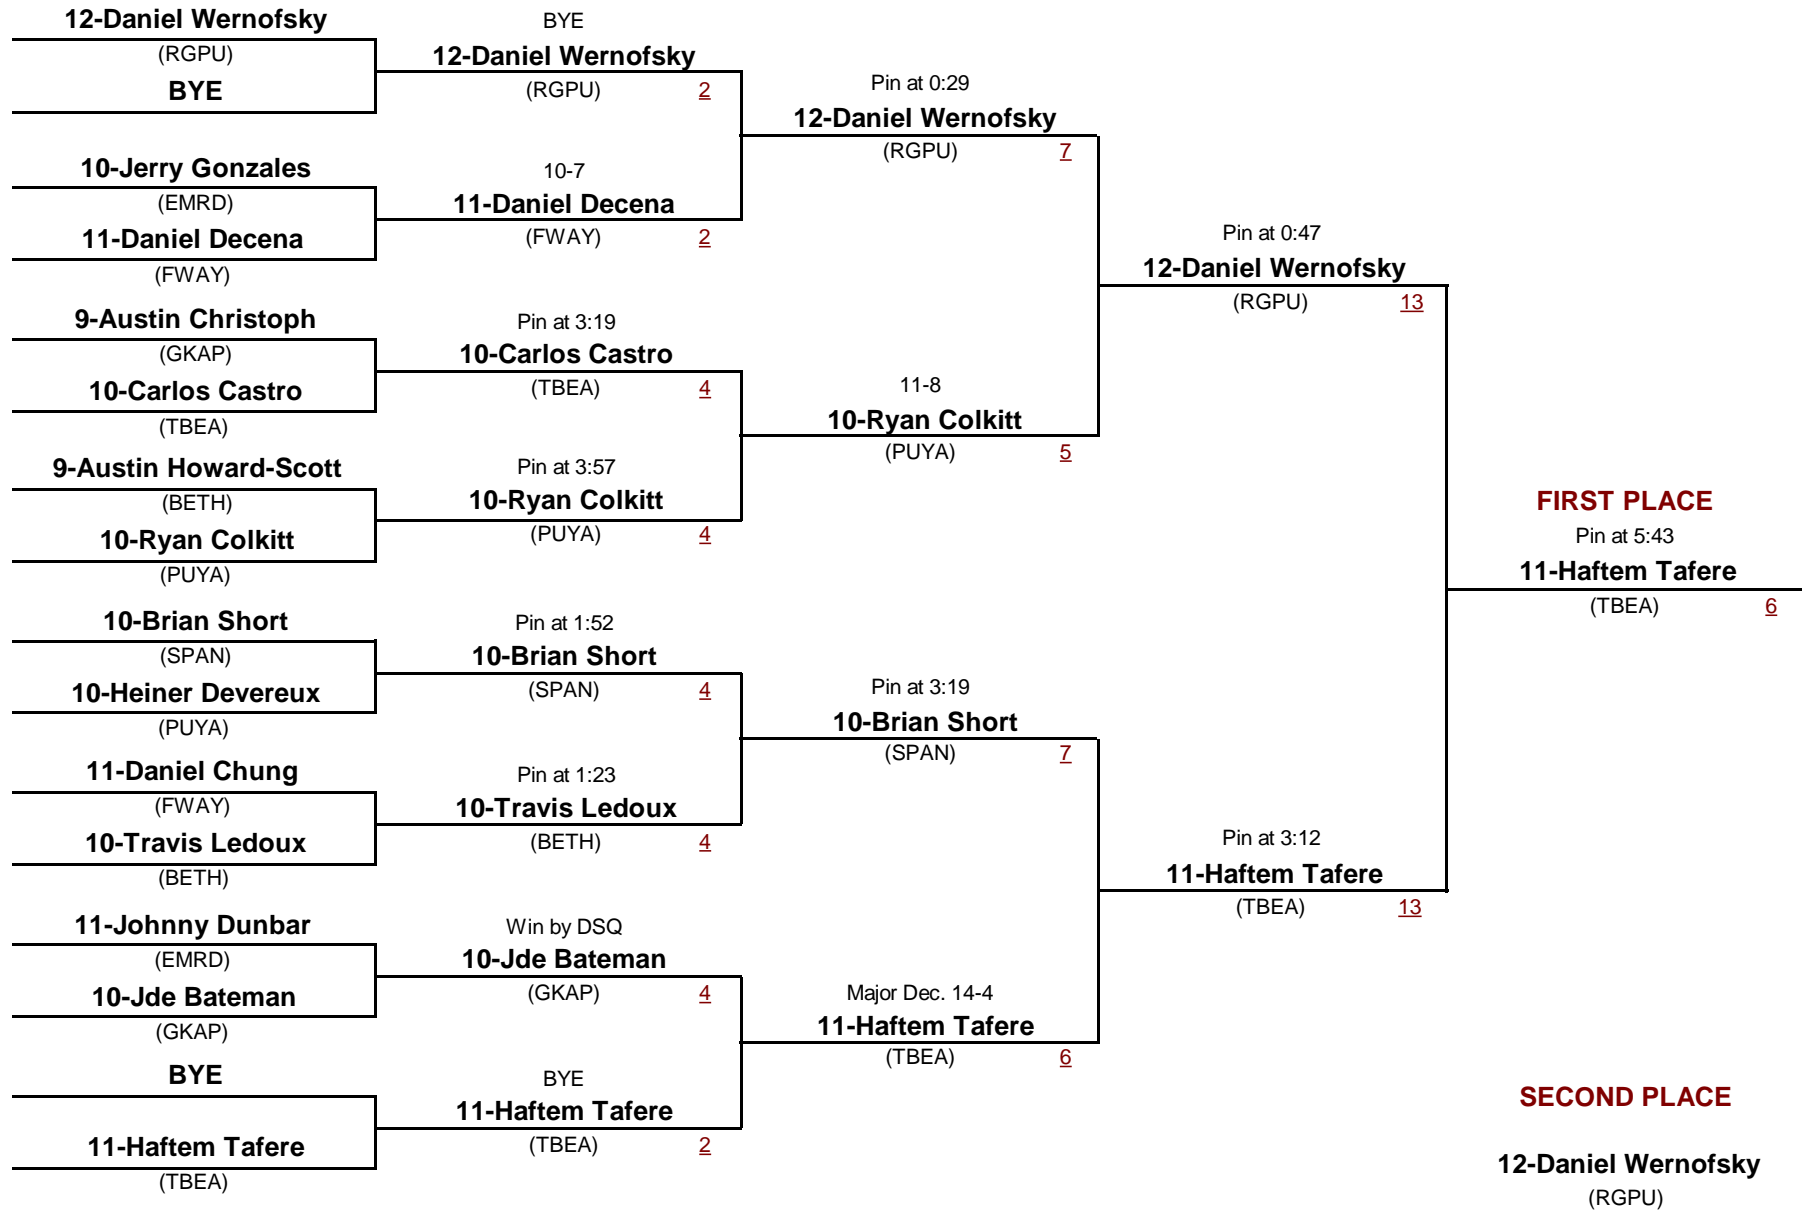 12-Daniel Wernofsky
(RGPU)
BYE
10-Jerry Gonzales
(EMRD)
11-Daniel Decena
(FWAY)
9-Austin Christoph
(GKAP)
10-Carlos Castro
(TBEA)
9-Austin Howard-Scott
(BETH)
10-Ryan Colkitt
(PUYA)
10-Brian Short
(SPAN)
10-Heiner Devereux
(PUYA)
11-Daniel Chung
(FWAY)
10-Travis Ledoux
(BETH)
11-Johnny Dunbar
(EMRD)
10-Jde Bateman
(GKAP)
BYE
11-Haftem Tafere
(TBEA)
BYE
12-Daniel Wernofsky
(RGPU) 2
10-7
11-Daniel Decena
(FWAY) 2
Pin at 3:19
10-Carlos Castro
(TBEA) 4
Pin at 3:57
10-Ryan Colkitt
(PUYA) 4
Pin at 1:52
10-Brian Short
(SPAN) 4
Pin at 1:23
10-Travis Ledoux
(BETH) 4
Win by DSQ
10-Jde Bateman
(GKAP) 4
BYE
11-Haftem Tafere
(TBEA) 2
Pin at 0:29
12-Daniel Wernofsky
(RGPU) 7
11-8
10-Ryan Colkitt
(PUYA) 5
Pin at 3:19
10-Brian Short
(SPAN) 7
Major Dec. 14-4
11-Haftem Tafere
(TBEA) 6
Pin at 0:47
12-Daniel Wernofsky
(RGPU) 13
Pin at 3:12
11-Haftem Tafere
(TBEA) 13
FIRST PLACE
Pin at 5:43
11-Haftem Tafere
(TBEA) 6
SECOND PLACE
12-Daniel Wernofsky
(RGPU)